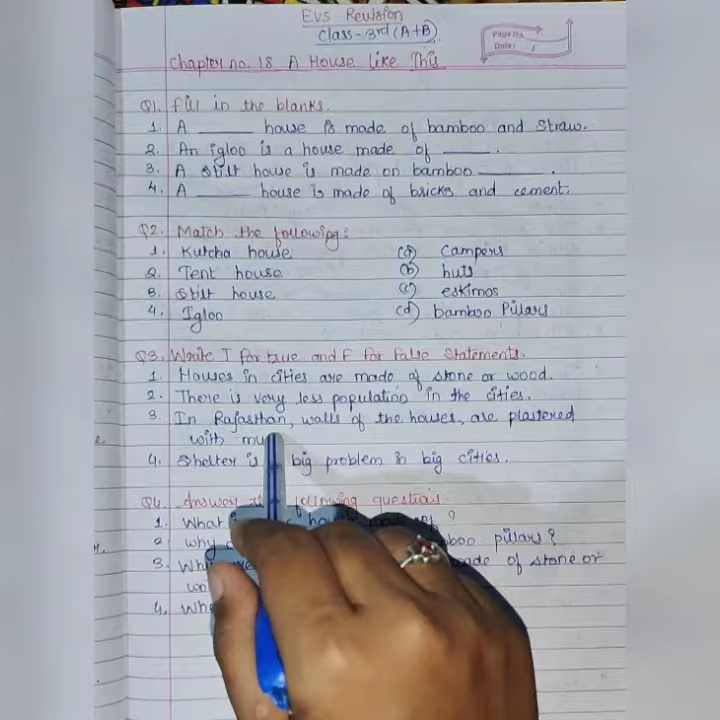 EVS Revision
Class-3rd (A+B)
Page No.
Date: /
Chapter no. 18 A House Like This
Q1. Fill in the blanks.
1. A ______ house is made of bamboo and straw.
2. An igloo is a house made of ______ .
3. A stilt house is made on bamboo ______ .
4. A ______ house is made of bricks and cement.
Q2. Match the following:
1. Kutcha house (a) campers
2. Tent house (b) huts
3. Stilt house (c) eskimos
4. Igloo (d) bamboo Pillars
Q3. Write T for true and F for False Statements.
1. Houses in cities are made of stone or wood.
2. There is very less population in the cities.
3. In Rajasthan, walls of the houses, are plastered
with
4. Shelter is big problem in big cities.
Q4. Answer following questions.
1. What of ?
2. Why pillars?
3. made of stone or
4.